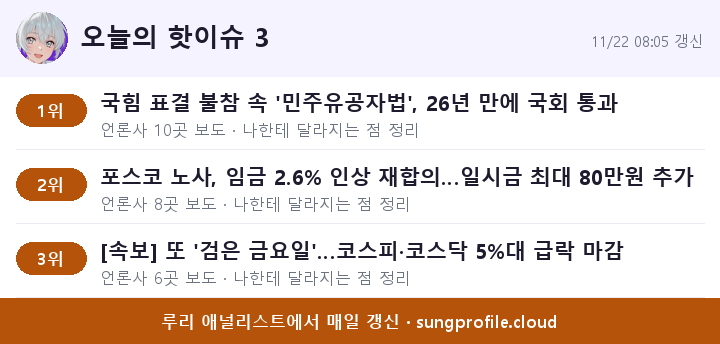 오늘의 핫이슈 3
11/22 08:05 갱신
1위
국힘 표결 불참 속 '민주유공자법', 26년 만에 국회 통과
언론사 10곳 보도 · 나한테 달라지는 점 정리
2위
포스코 노사, 임금 2.6% 인상 재합의...일시금 최대 80만원 추가
언론사 8곳 보도 · 나한테 달라지는 점 정리
3위
[속보] 또 '검은 금요일'...코스피·코스닥 5%대 급락 마감
언론사 6곳 보도 · 나한테 달라지는 점 정리
루리 애널리스트에서 매일 갱신 · sungprofile.cloud